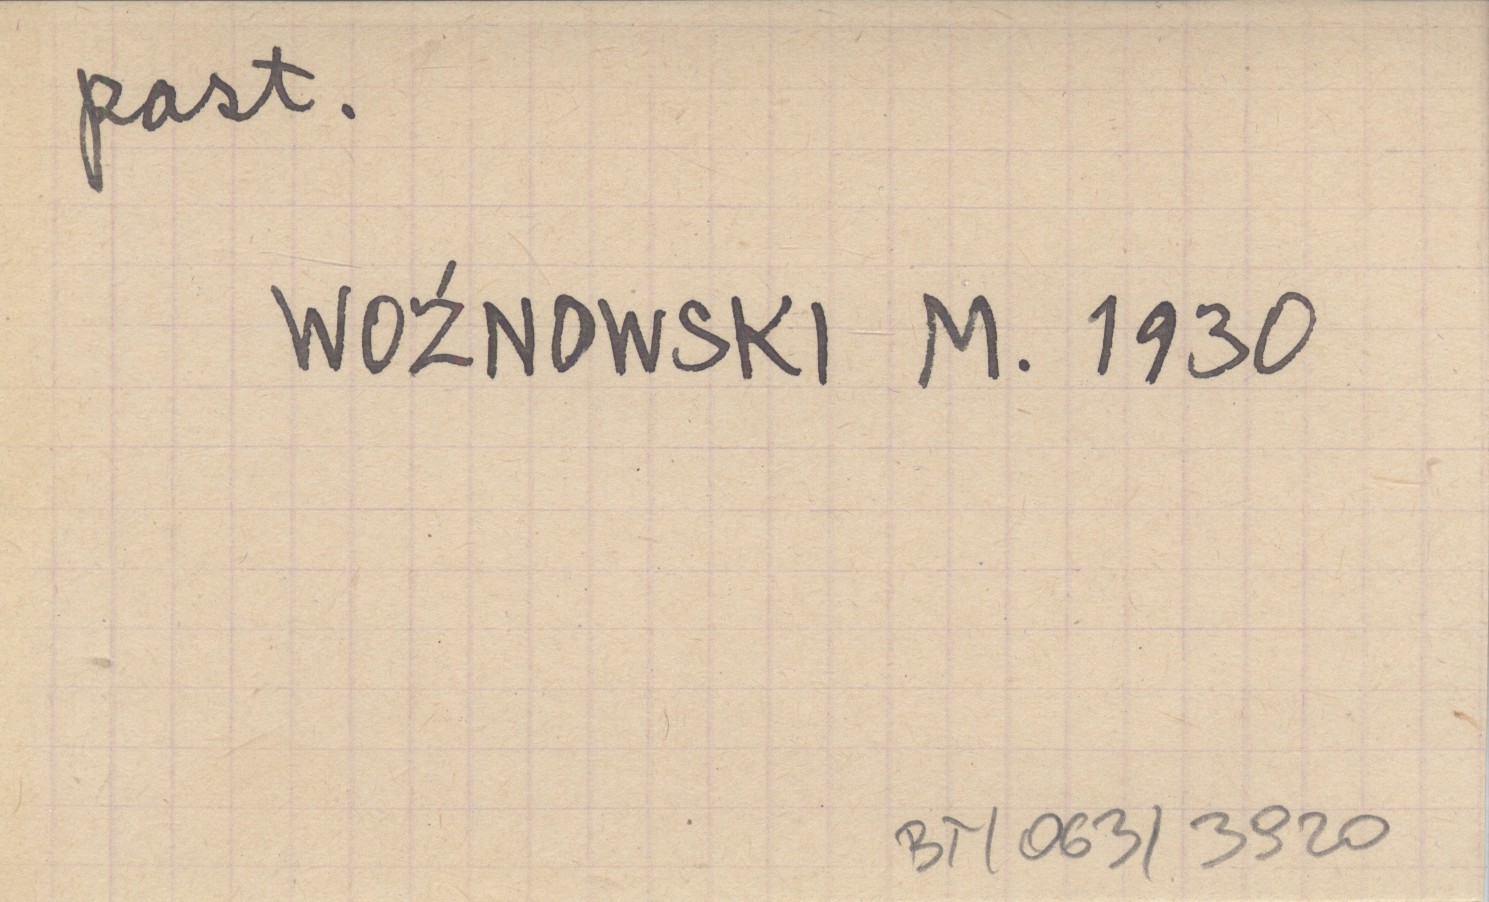 past.
WOŹNOWSKI M. 1930
BT/063/3920